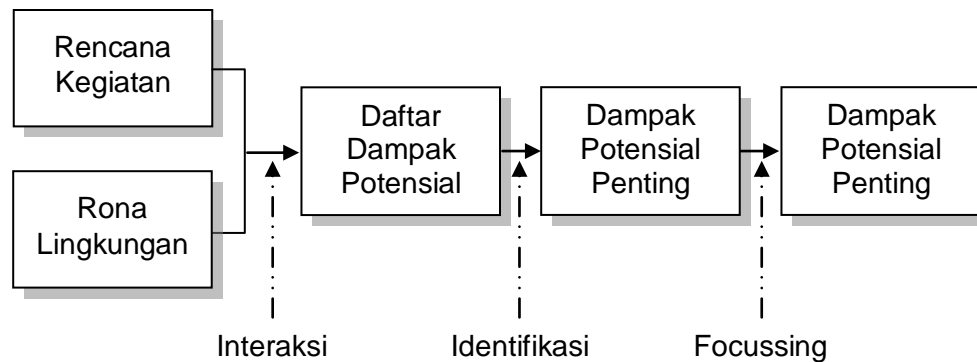 Rencana
Kegiatan
Rona
Lingkungan
Daftar
Dampak
Potensial
Dampak
Potensial
Penting
Dampak
Potensial
Penting
Interaksi
Identifikasi
Focussing